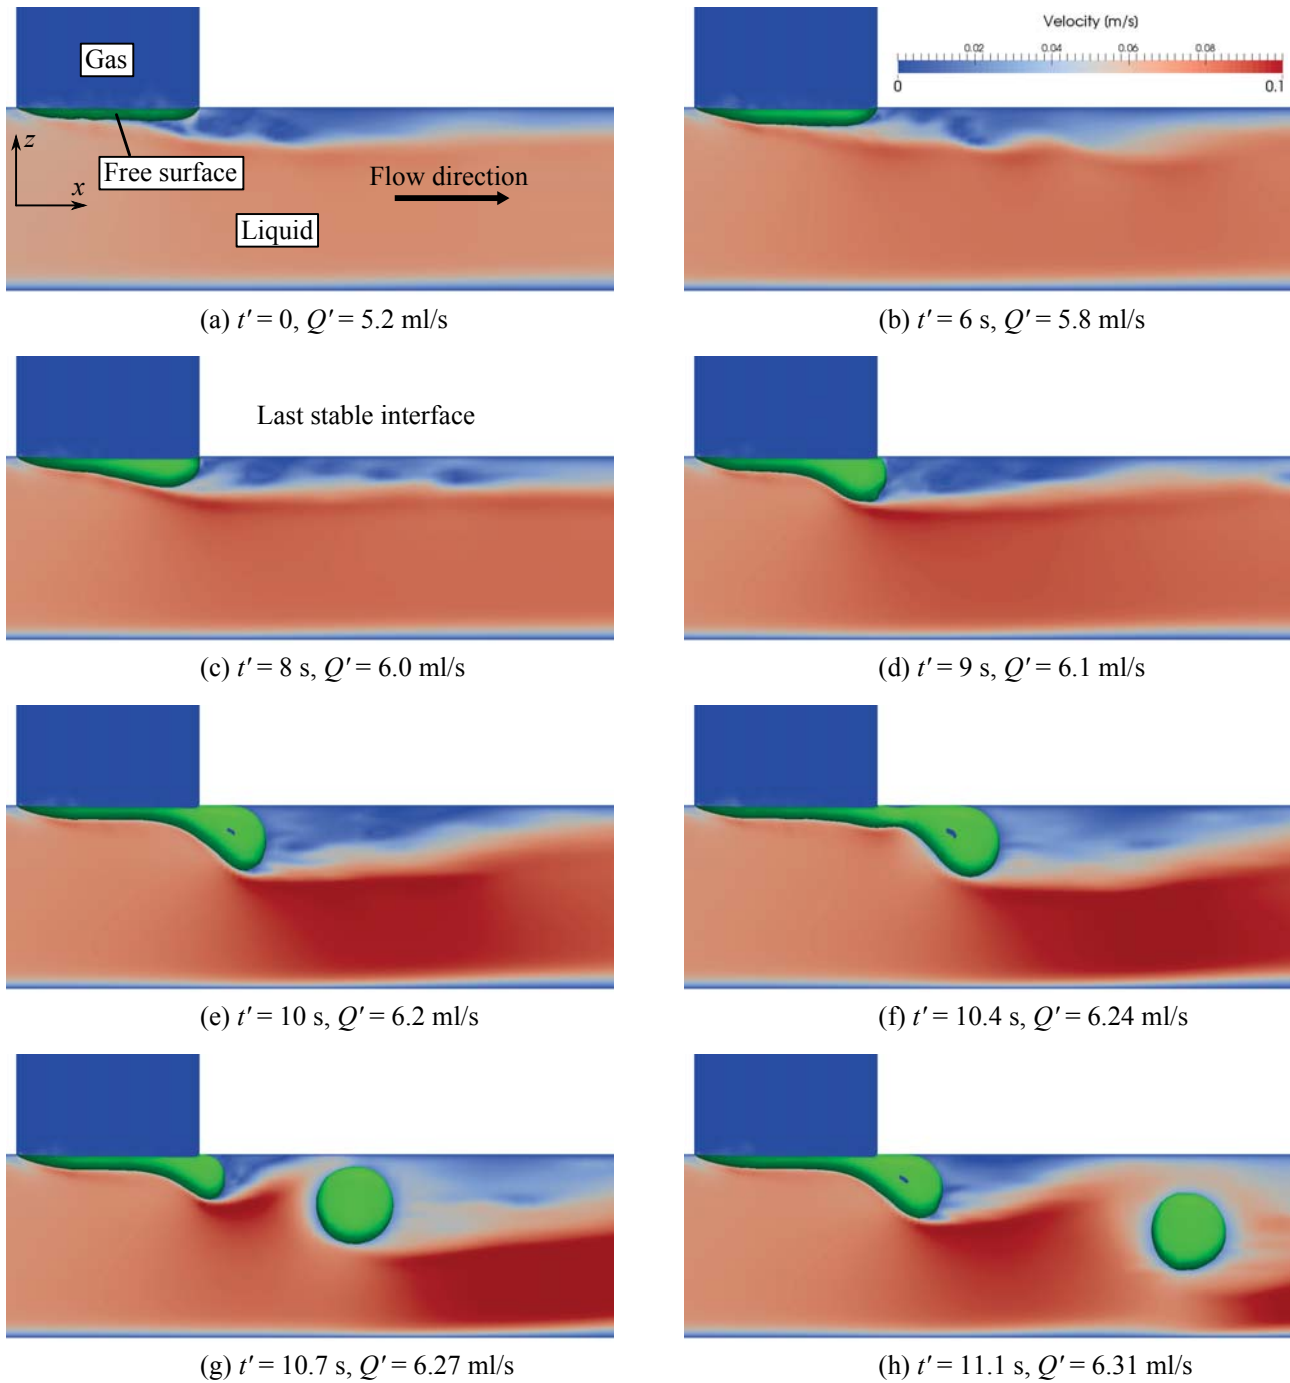 Gas
Free surface
z
x
Flow direction
Liquid
(a) t′ = 0, Q′ = 5.2 ml/s
Velocity (m/s)
0.02 0.04 0.06 0.08
0 0.1
(b) t′ = 6 s, Q′ = 5.8 ml/s
Last stable interface
(c) t′ = 8 s, Q′ = 6.0 ml/s
(d) t′ = 9 s, Q′ = 6.1 ml/s
(e) t′ = 10 s, Q′ = 6.2 ml/s
(f) t′ = 10.4 s, Q′ = 6.24 ml/s
(g) t′ = 10.7 s, Q′ = 6.27 ml/s
(h) t′ = 11.1 s, Q′ = 6.31 ml/s